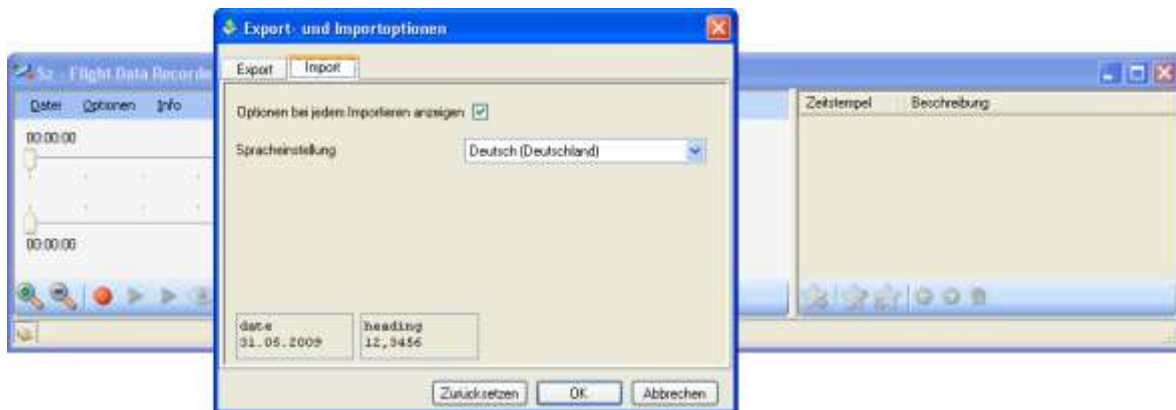 Export- und Importoptionen
Flight Data Recorde
Export Import
Datei Optionen Info
Optionen bei jedem Importieren anzeigen
Zeitstempel Beschreibung
00:00:00
Spracheinstellung Deutsch (Deutschland)
00:00:00
date
31.05.2009
heading
12,3456
Zurücksetzen OK Abbrechen